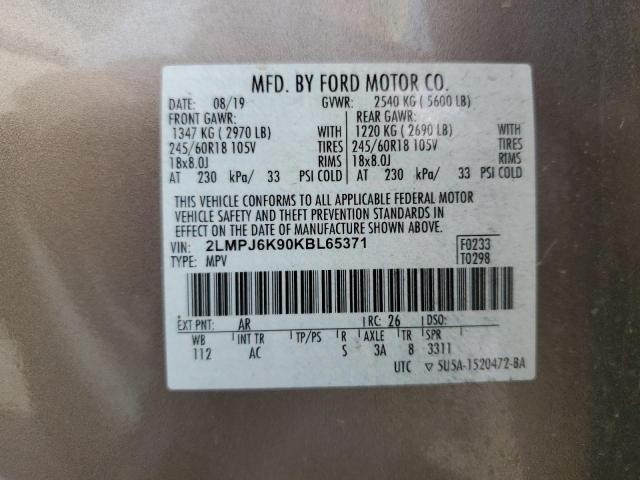 MFD. BY FORD MOTOR CO.
DATE: 08/19 GVWR: 2540 KG ( 5600 LB)
FRONT GAWR: REAR GAWR:
1347 KG ( 2970 LB) WITH 1220 KG ( 2690 LB) WITH
245/60R18 105V TIRES 245/60R18 105V TIRES
18x8.0J RIMS 18x8.0J RIMS
AT 230 kPa/ 33 PSI COLD AT 230 kPa/ 33 PSI COLD
THIS VEHICLE CONFORMS TO ALL APPLICABLE FEDERAL MOTOR
VEHICLE SAFETY AND THEFT PREVENTION STANDARDS IN
EFFECT ON THE DATE OF MANUFACTURE SHOWN ABOVE.
VIN: 2LMPJ6K90KBL65371 F0233
TYPE: MPV T0298
EXT PNT: AR RC: 26 DSO:
WB INT TR TP/PS R AXLE TR SPR
112 AC S 3A 8 3311
UTC ▽ 5U5A-1520472-BA